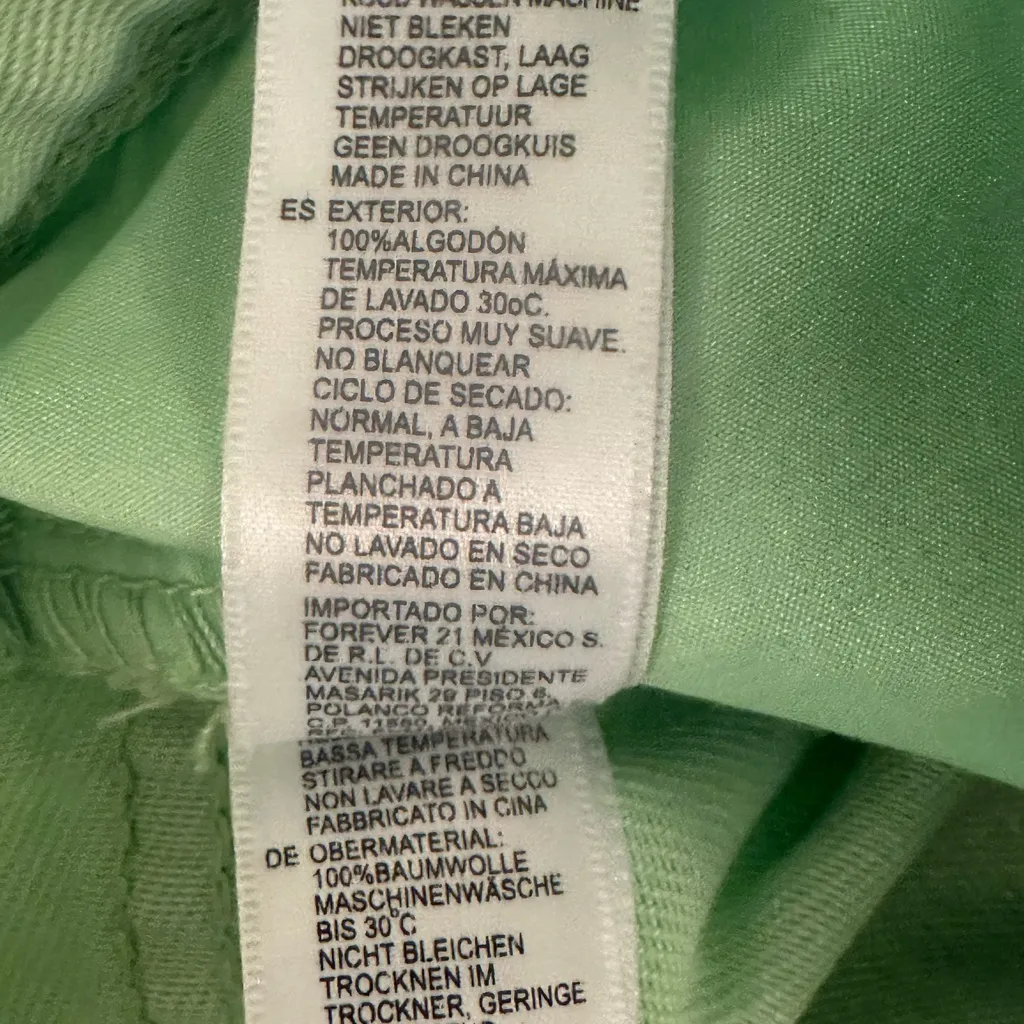 WASSEN MACHINE
NIET BLEKEN
DROOGKAST, LAAG
STRIJKEN OP LAGE
TEMPERATUUR
GEEN DROOGKUIS
MADE IN CHINA
ES EXTERIOR:
100%ALGODÓN
TEMPERATURA MÁXIMA
DE LAVADO 30oC.
PROCESO MUY SUAVE.
NO BLANQUEAR
CICLO DE SECADO:
NORMAL, A BAJA
TEMPERATURA
PLANCHADO A
TEMPERATURA BAJA
NO LAVADO EN SECO
FABRICADO EN CHINA
IMPORTADO POR:
FOREVER 21 MÉXICO S.
DE R.L. DE C.V
AVENIDA PRESIDENTE
MASARIK 29 PISO 6,
POLANCO REFORMA
C.P. 11560, MÉXICO
BASSA TEMPERATURA
STIRARE A FREDDO
NON LAVARE A SECCO
FABBRICATO IN CINA
DE OBERMATERIAL:
100%BAUMWOLLE
MASCHINENWÄSCHE
BIS 30°C
NICHT BLEICHEN
TROCKNEN IM
TROCKNER, GERINGE